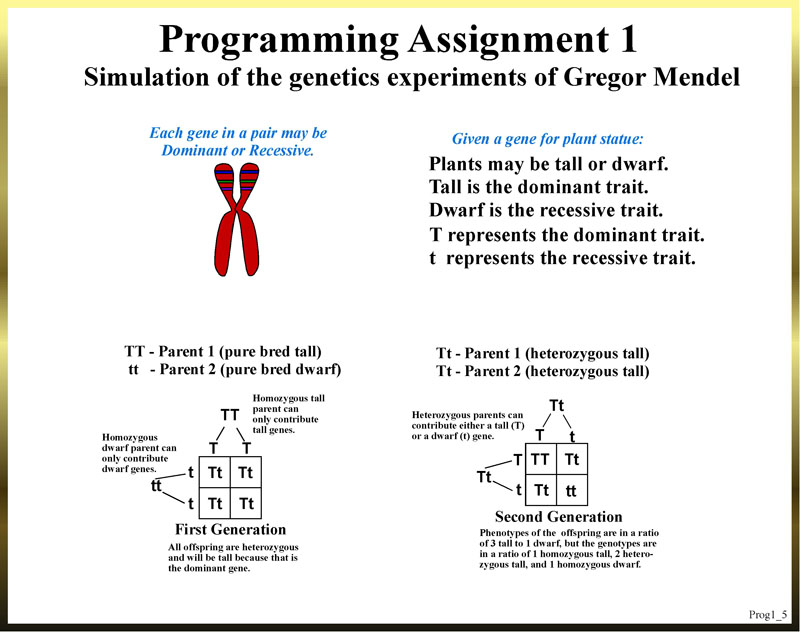 Programming Assignment 1
Simulation of the genetics experiments of Gregor Mendel
Each gene in a pair may be
Dominant or Recessive.
Given a gene for plant statue:
Plants may be tall or dwarf.
Tall is the dominant trait.
Dwarf is the recessive trait.
T represents the dominant trait.
t represents the recessive trait.
TT - Parent 1 (pure bred tall)
tt - Parent 2 (pure bred dwarf)
Homozygous tall
parent can
only contribute
tall genes.
TT
Homozygous
dwarf parent can
only contribute
dwarf genes.
T T
tt
t Tt Tt
t Tt Tt
First Generation
All offspring are heterozygous
and will be tall because that is
the dominant gene.
Tt - Parent 1 (heterozygous tall)
Tt - Parent 2 (heterozygous tall)
Tt
Heterozygous parents can
contribute either a tall (T)
or a dwarf (t) gene.
T t
Tt
T TT Tt
t Tt tt
Second Generation
Phenotypes of the offspring are in a ratio
of 3 tall to 1 dwarf, but the genotypes are
in a ratio of 1 homozygous tall, 2 hetero-
zygous tall, and 1 homozygous dwarf.
Prog1_5